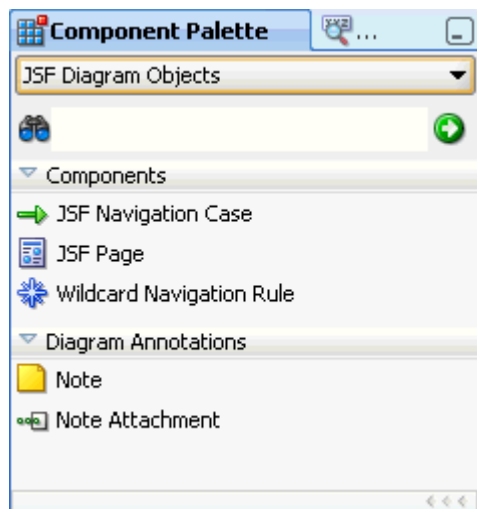 Component Palette
XYZ ...
JSF Diagram Objects
Components
JSF Navigation Case
JSF Page
Wildcard Navigation Rule
Diagram Annotations
Note
Note Attachment